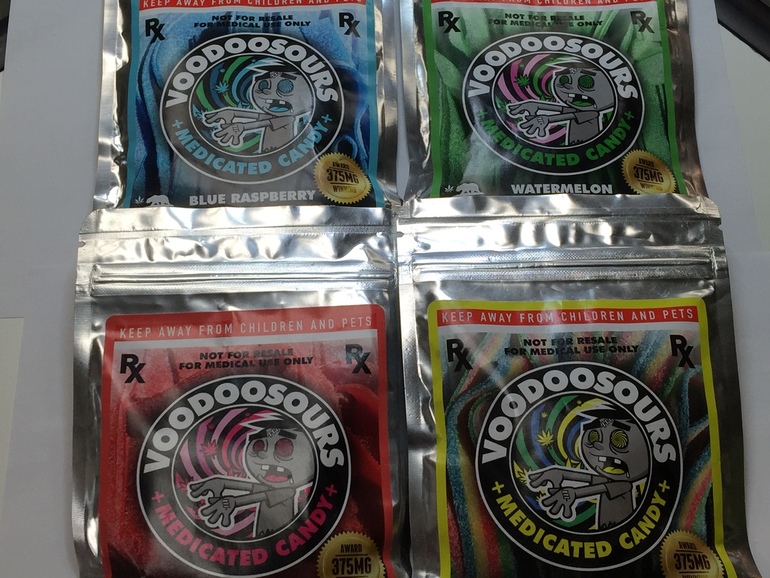 KEEP AWAY FROM CHILDREN AND PETS
Rx
NOT FOR RESALE
FOR MEDICAL USE ONLY
Rx
VOODOOSOURS
+MEDICATED CANDY+
AWARD
375MG
WINNING
BLUE RASPBERRY
KEEP AWAY FROM CHILDREN AND PETS
Rx
NOT FOR RESALE
FOR MEDICAL USE ONLY
Rx
VOODOOSOURS
+MEDICATED CANDY+
AWARD
375MG
WINNING
WATERMELON
KEEP AWAY FROM CHILDREN AND PETS
Rx
NOT FOR RESALE
FOR MEDICAL USE ONLY
Rx
VOODOOSOURS
+MEDICATED CANDY+
AWARD
375MG
KEEP AWAY FROM CHILDREN AND PETS
Rx
NOT FOR RESALE
FOR MEDICAL USE ONLY
Rx
VOODOOSOURS
+MEDICATED CANDY+
AWARD
375MG